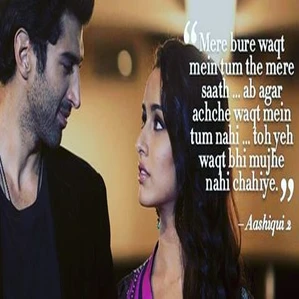 “Mere bure waqt
mein tum the mere
saath ... ab agar
achche waqt mein
tum nahi ... toh yeh
waqt bhi mujhe
nahi chahiye.”
– Aashiqui 2